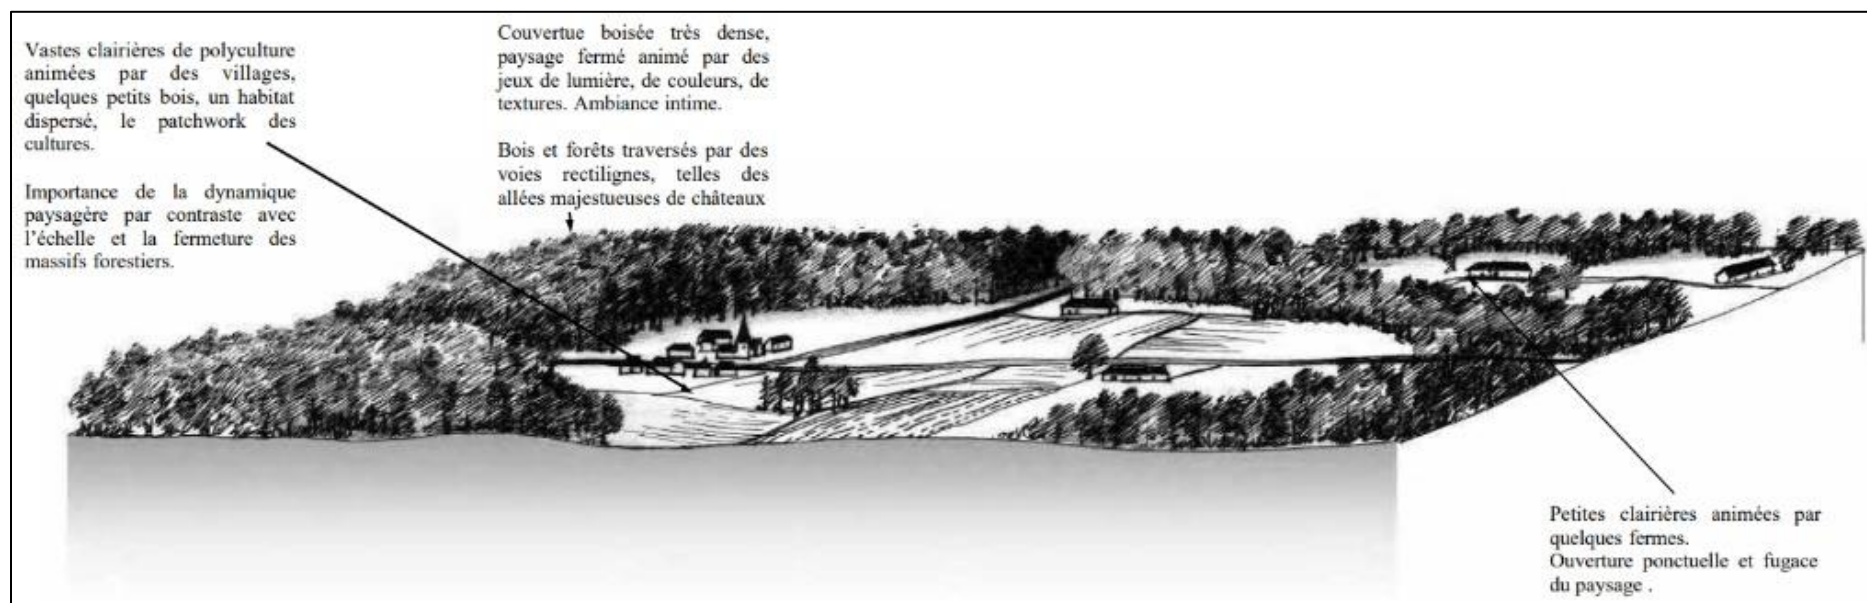 Vastes clairières de polyculture
animées par des villages,
quelques petits bois, un habitat
dispersé, le patchwork des
cultures.
Importance de la dynamique
paysagère par contraste avec
l'échelle et la fermeture des
massifs forestiers.
Couvertue boisée très dense,
paysage fermé animé par des
jeux de lumière, de couleurs, de
textures. Ambiance intime.
Bois et forêts traversés par des
voies rectilignes, telles des
allées majestueuses de châteaux
Petites clairières animées par
quelques fermes.
Ouverture ponctuelle et fugace
du paysage .